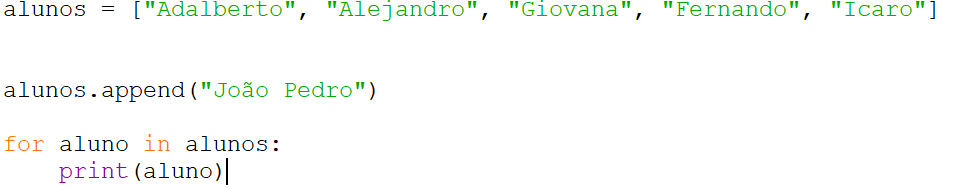 alunos = ["Adalberto", "Alejandro", "Giovana", "Fernando", "Icaro"]
alunos.append("João Pedro")
for aluno in alunos:
    print(aluno)